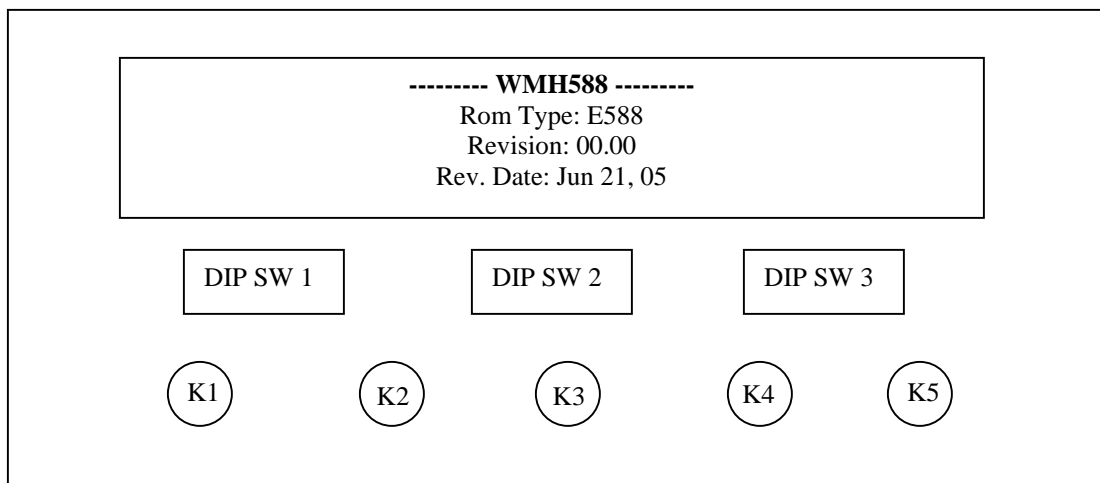 --------- WMH588 ---------
Rom Type: E588
Revision: 00.00
Rev. Date: Jun 21, 05
DIP SW 1 DIP SW 2 DIP SW 3
K1 K2 K3 K4 K5